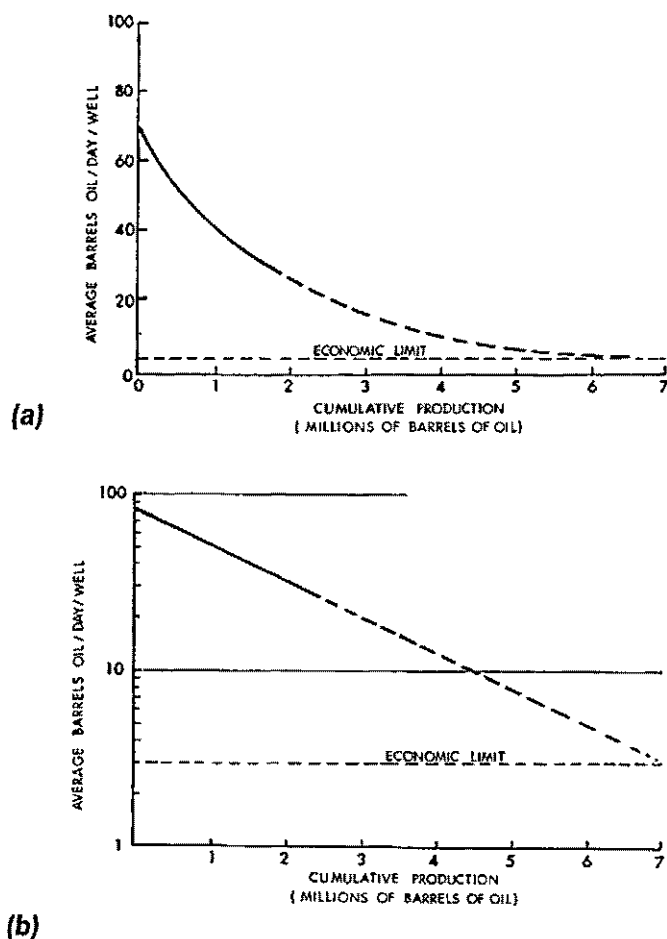 100
80
60
40
20
0
AVERAGE BARRELS OIL / DAY / WELL
ECONOMIC LIMIT
0 1 2 3 4 5 6 7
CUMULATIVE PRODUCTION
( MILLIONS OF BARRELS OF OIL)
(a)
100
10
1
AVERAGE BARRELS OIL / DAY / WELL
ECONOMIC LIMIT
1 2 3 4 5 6 7
CUMULATIVE PRODUCTION
(MILLIONS OF BARRELS OF OIL)
(b)